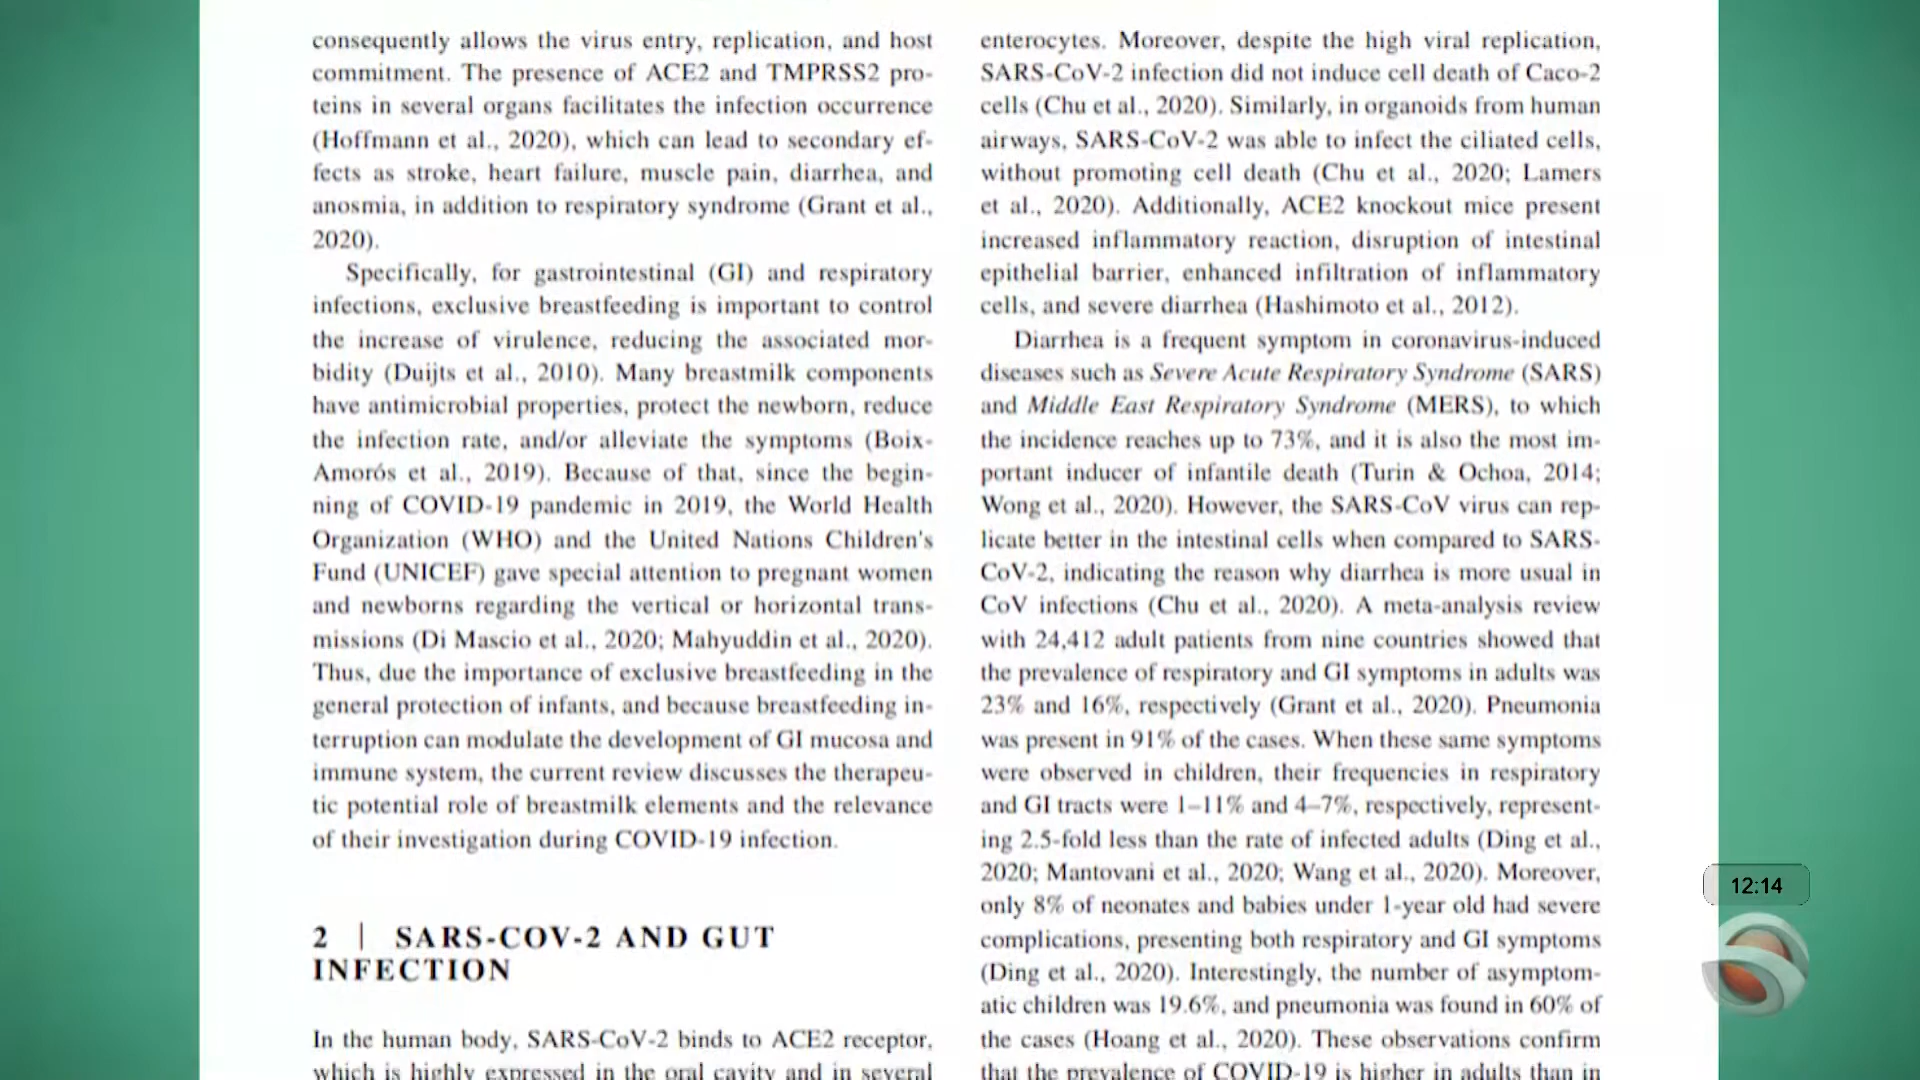 consequently allows the virus entry, replication, and host
commitment. The presence of ACE2 and TMPRSS2 pro-
teins in several organs facilitates the infection occurrence
(Hoffmann et al., 2020), which can lead to secondary ef-
fects as stroke, heart failure, muscle pain, diarrhea, and
anosmia, in addition to respiratory syndrome (Grant et al.,
2020).
Specifically, for gastrointestinal (GI) and respiratory
infections, exclusive breastfeeding is important to control
the increase of virulence, reducing the associated mor-
bidity (Duijts et al., 2010). Many breastmilk components
have antimicrobial properties, protect the newborn, reduce
the infection rate, and/or alleviate the symptoms (Boix-
Amorós et al., 2019). Because of that, since the begin-
ning of COVID-19 pandemic in 2019, the World Health
Organization (WHO) and the United Nations Children's
Fund (UNICEF) gave special attention to pregnant women
and newborns regarding the vertical or horizontal trans-
missions (Di Mascio et al., 2020; Mahyuddin et al., 2020).
Thus, due the importance of exclusive breastfeeding in the
general protection of infants, and because breastfeeding in-
terruption can modulate the development of GI mucosa and
immune system, the current review discusses the therapeu-
tic potential role of breastmilk elements and the relevance
of their investigation during COVID-19 infection.
2 | SARS-COV-2 AND GUT
INFECTION
In the human body, SARS-CoV-2 binds to ACE2 receptor,
which is highly expressed in the oral cavity and in several
enterocytes. Moreover, despite the high viral replication,
SARS-CoV-2 infection did not induce cell death of Caco-2
cells (Chu et al., 2020). Similarly, in organoids from human
airways, SARS-CoV-2 was able to infect the ciliated cells,
without promoting cell death (Chu et al., 2020; Lamers
et al., 2020). Additionally, ACE2 knockout mice present
increased inflammatory reaction, disruption of intestinal
epithelial barrier, enhanced infiltration of inflammatory
cells, and severe diarrhea (Hashimoto et al., 2012).
Diarrhea is a frequent symptom in coronavirus-induced
diseases such as Severe Acute Respiratory Syndrome (SARS)
and Middle East Respiratory Syndrome (MERS), to which
the incidence reaches up to 73%, and it is also the most im-
portant inducer of infantile death (Turin & Ochoa, 2014;
Wong et al., 2020). However, the SARS-CoV virus can rep-
licate better in the intestinal cells when compared to SARS-
CoV-2, indicating the reason why diarrhea is more usual in
CoV infections (Chu et al., 2020). A meta-analysis review
with 24,412 adult patients from nine countries showed that
the prevalence of respiratory and GI symptoms in adults was
23% and 16%, respectively (Grant et al., 2020). Pneumonia
was present in 91% of the cases. When these same symptoms
were observed in children, their frequencies in respiratory
and GI tracts were 1–11% and 4–7%, respectively, represent-
ing 2.5-fold less than the rate of infected adults (Ding et al.,
2020; Mantovani et al., 2020; Wang et al., 2020). Moreover,
only 8% of neonates and babies under 1-year old had severe
complications, presenting both respiratory and GI symptoms
(Ding et al., 2020). Interestingly, the number of asymptom-
atic children was 19.6%, and pneumonia was found in 60% of
the cases (Hoang et al., 2020). These observations confirm
that the prevalence of COVID-19 is higher in adults than in
12:14